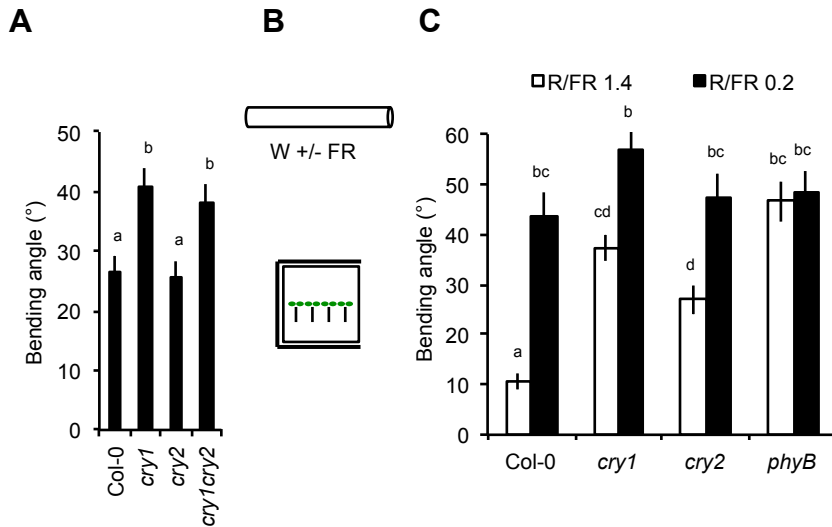 A
Bending angle (°)
50
40
30
20
10
0
a
b
a
b
Col-0
cry1
cry2
cry1cry2
B
W +/- FR
C
R/FR 1.4 R/FR 0.2
Bending angle (°)
60
50
40
30
20
10
0
a
bc
cd
b
d
bc
bc bc
Col-0 cry1 cry2 phyB